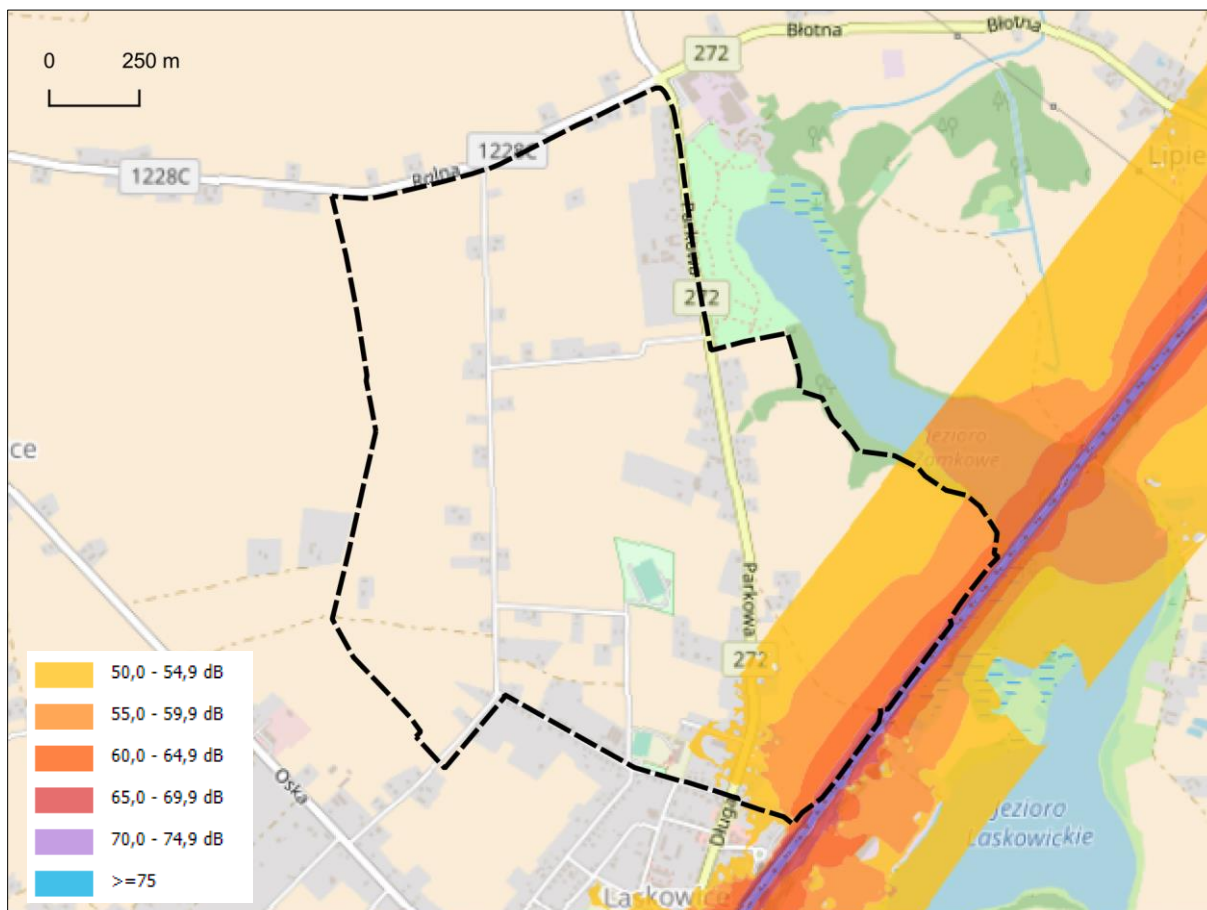 0 250 m
272
Błotna
Błotna
1228C
1228C
Lipie
Parkowa
272
ce
Jezioro
Zamkowe
Parkowa
272
50,0 - 54,9 dB
55,0 - 59,9 dB
60,0 - 64,9 dB
65,0 - 69,9 dB
70,0 - 74,9 dB
>=75
Oska
Długa
Jezioro
Laskowickie
Laskowice